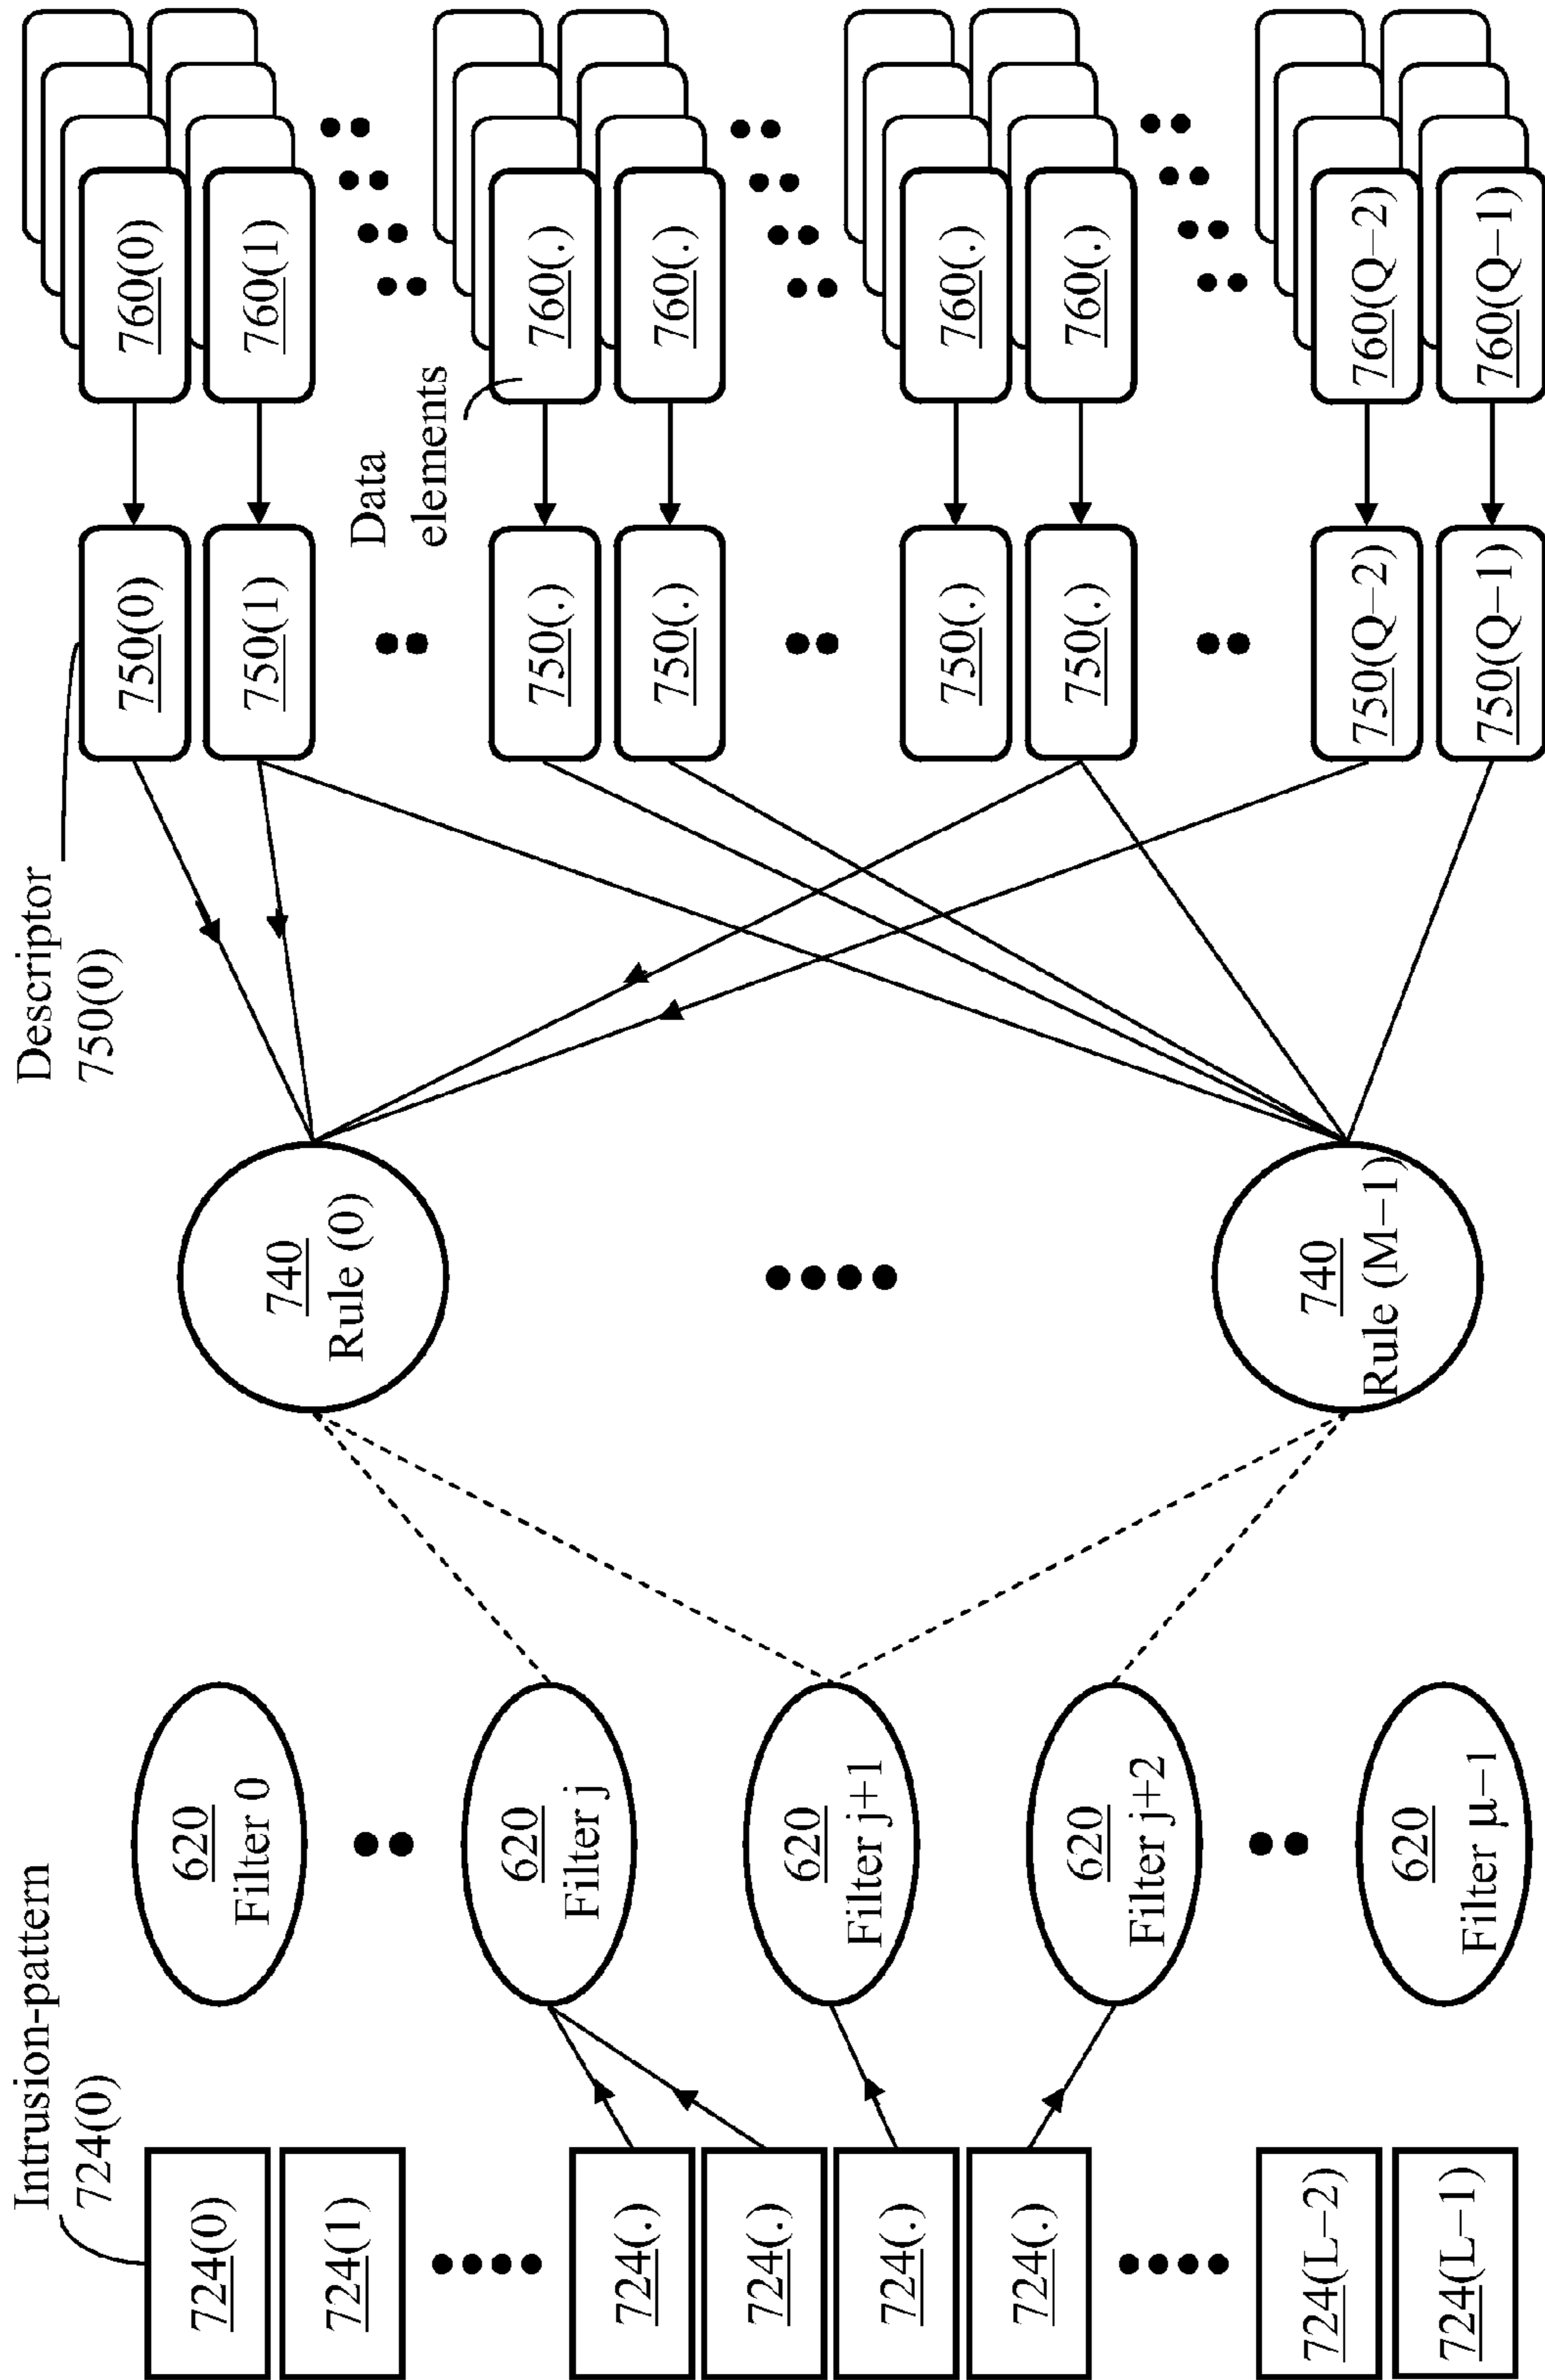 Intrusion-pattern
724(0)
724(0)
724(1)
724(.)
724(.)
724(.)
724(.)
724(L−2)
724(L−1)
620
Filter 0
620
Filter j
620
Filter j+1
620
Filter j+2
620
Filter μ−1
740
Rule (0)
740
Rule (M−1)
Descriptor
750(0)
750(0)
750(1)
750(.)
750(.)
750(.)
750(.)
750(Q−2)
750(Q−1)
Data
elements
760(0)
760(1)
760(.)
760(.)
760(.)
760(.)
760(Q−2)
760(Q−1)